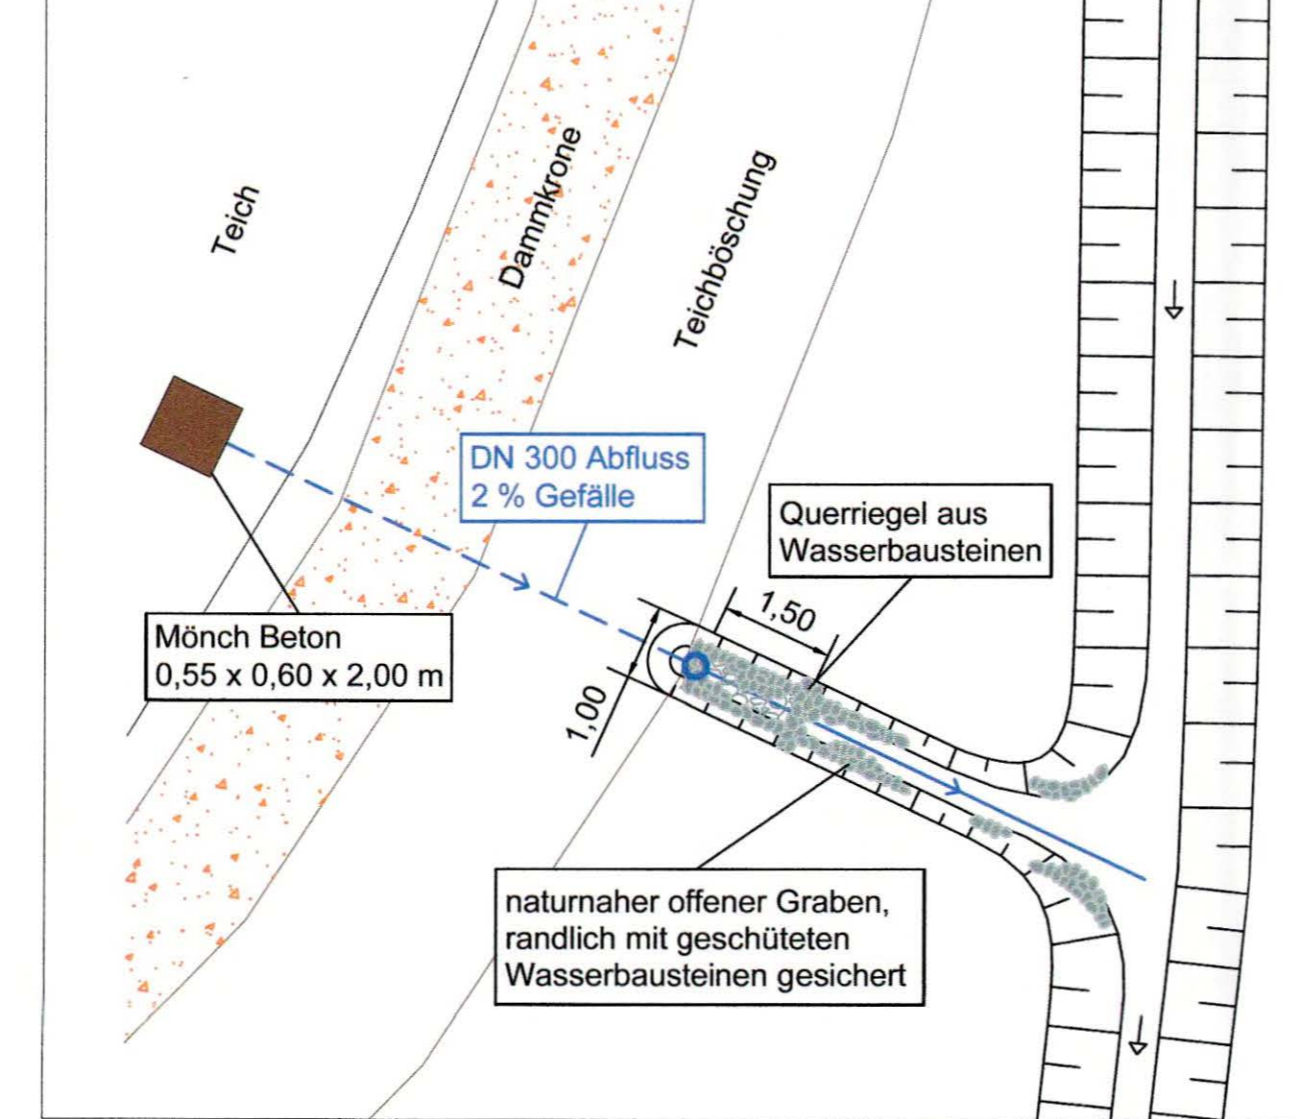 Teich
Dammkrone
Teichböschung
DN 300 Abfluss
2 % Gefälle
Querriegel aus
Wasserbausteinen
1,50
Mönch Beton
0,55 x 0,60 x 2,00 m
1,00
naturnaher offener Graben,
randlich mit geschüteten
Wasserbausteinen gesichert